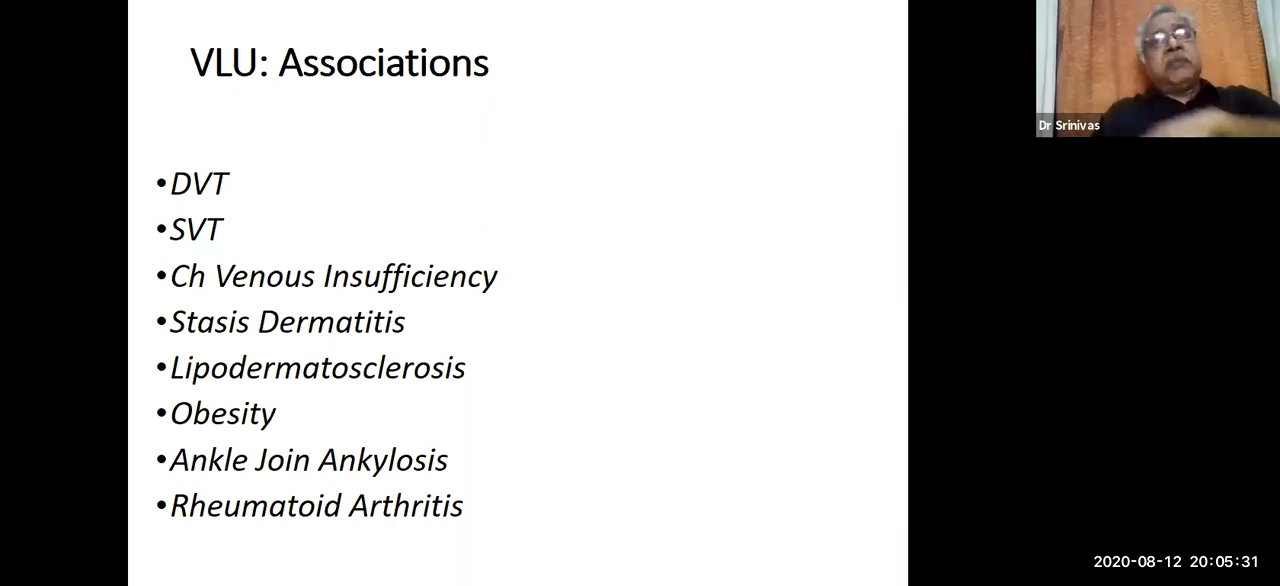 VLU: Associations
Dr Srinivas
•DVT
•SVT
•Ch Venous Insufficiency
•Stasis Dermatitis
•Lipodermatosclerosis
•Obesity
•Ankle Join Ankylosis
•Rheumatoid Arthritis
2020-08-12 20:05:31